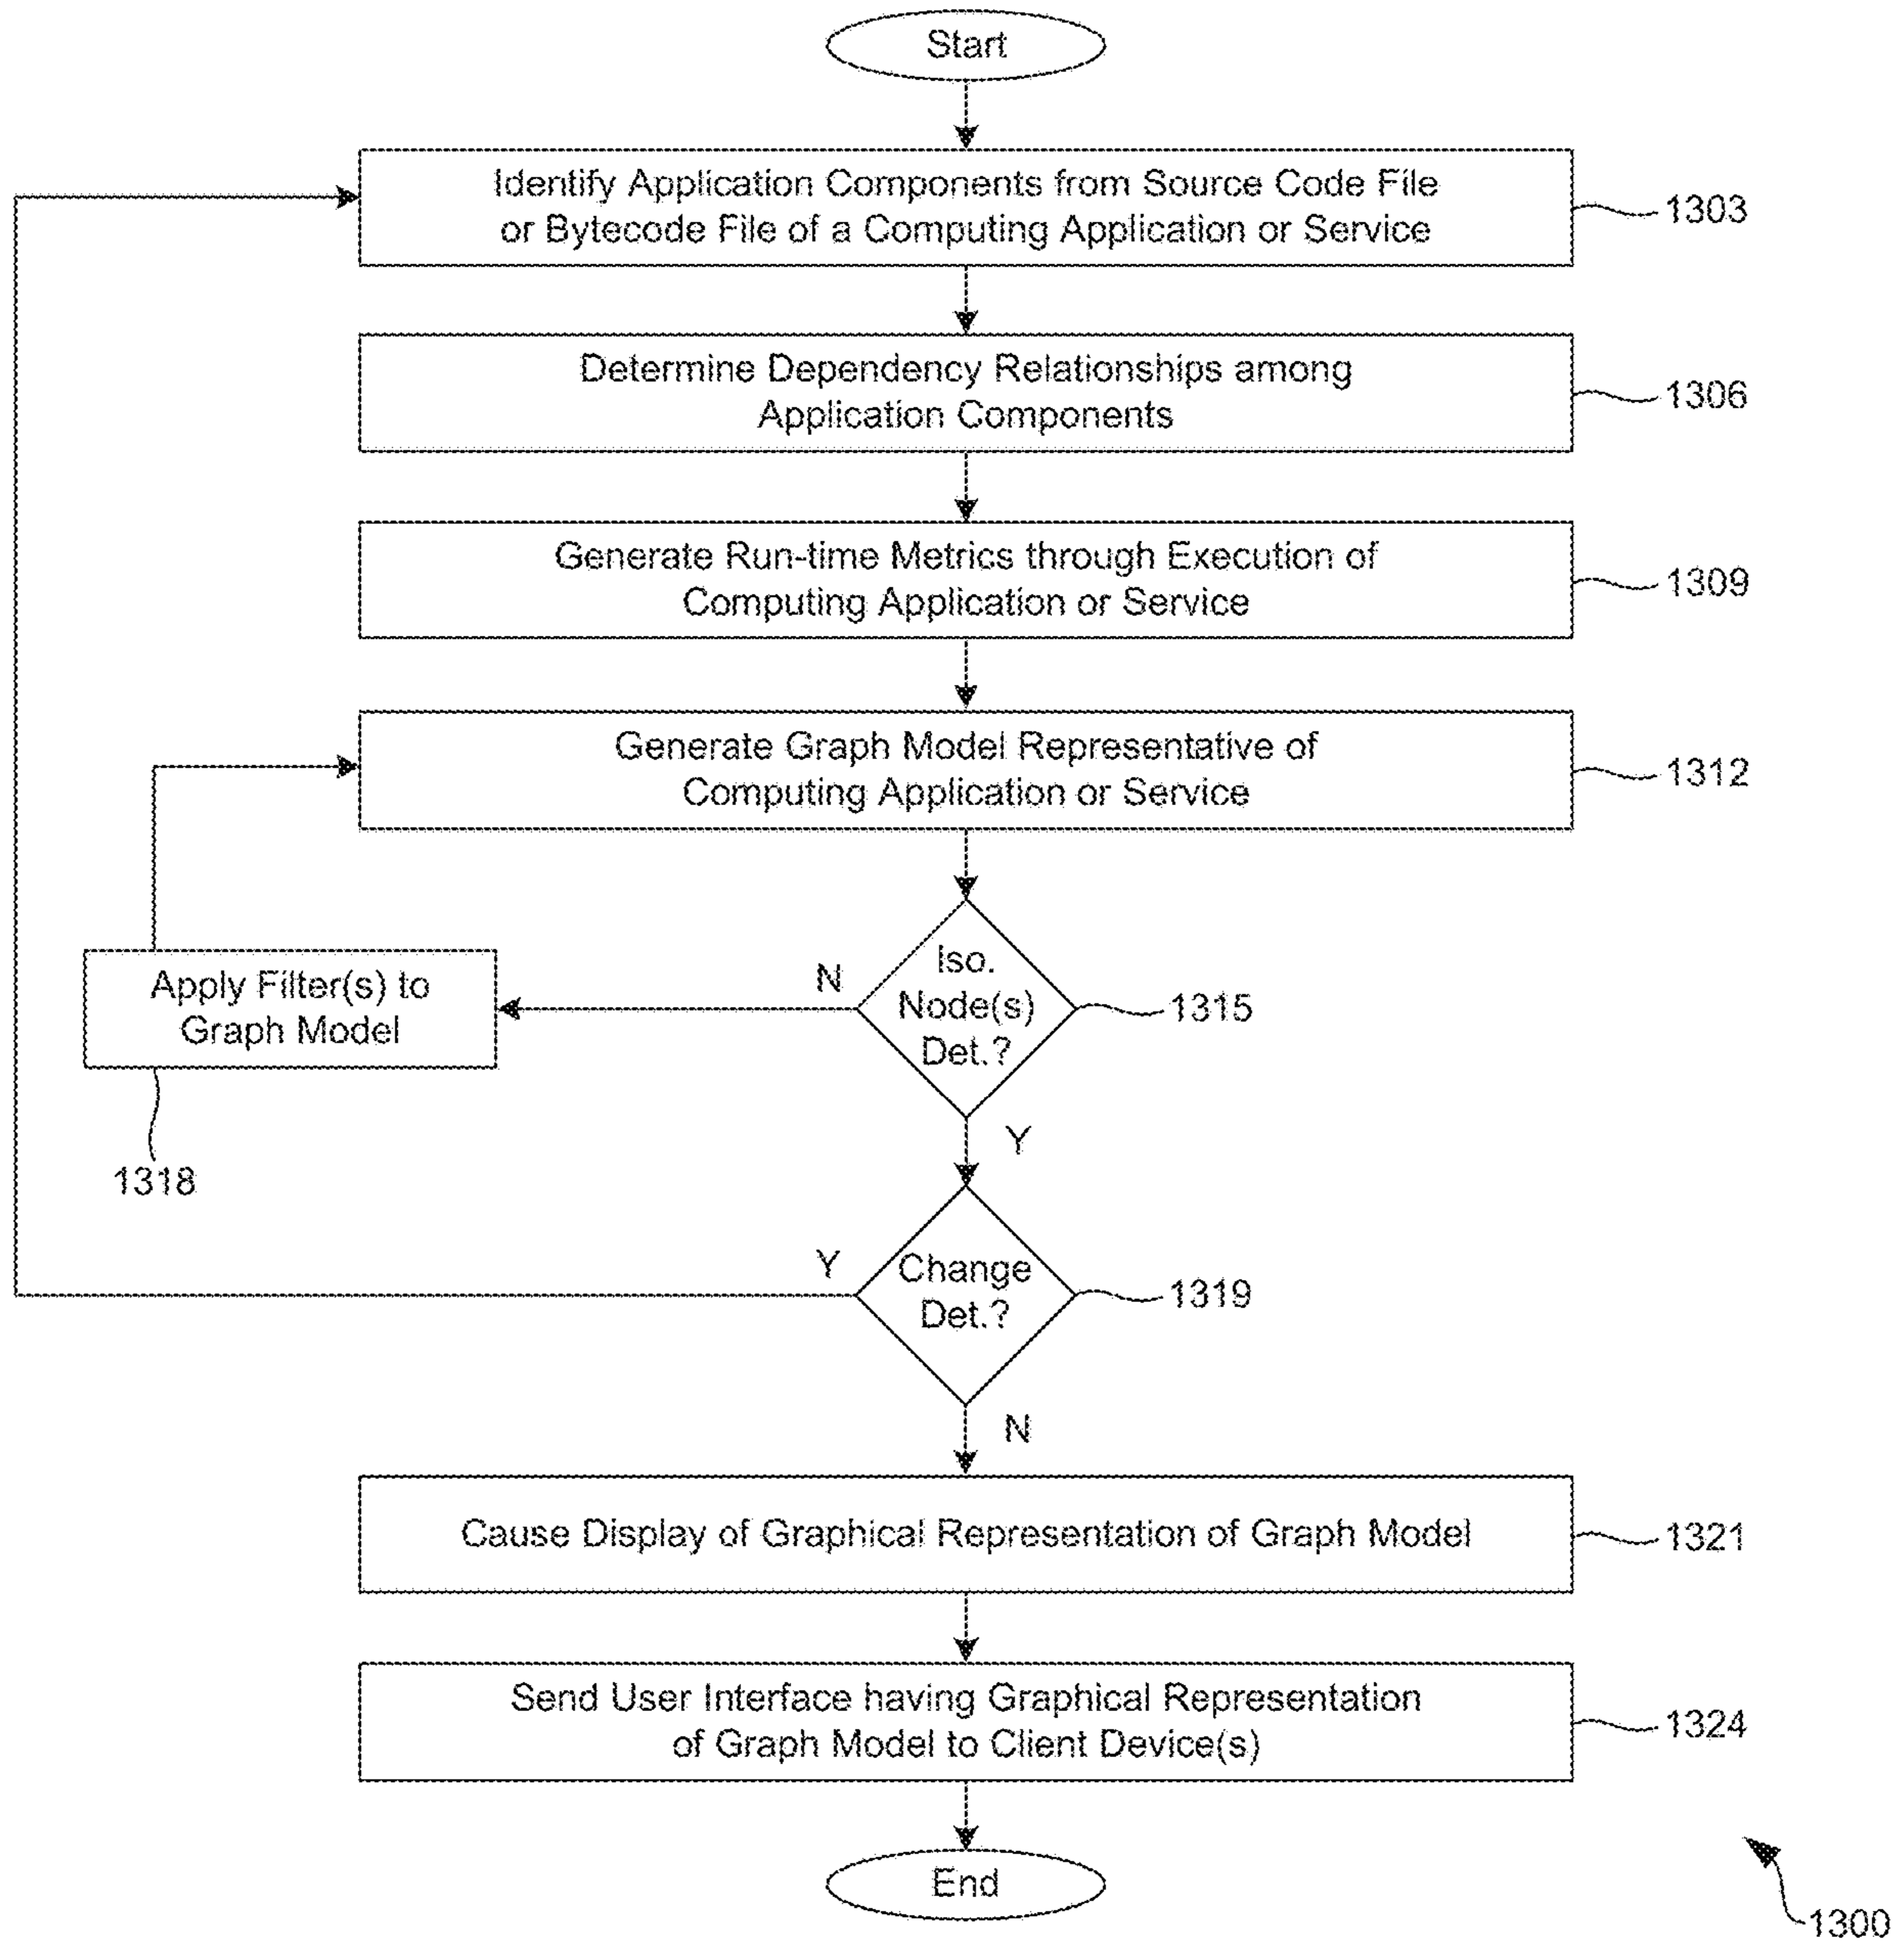 Start
Identify Application Components from Source Code File
or Bytecode File of a Computing Application or Service
1303
Determine Dependency Relationships among
Application Components
1306
Generate Run-time Metrics through Execution of
Computing Application or Service
1309
Generate Graph Model Representative of
Computing Application or Service
1312
Iso.
Node(s)
Det.?
1315
N
Apply Filter(s) to
Graph Model
1318
Y
Change
Det.?
1319
Y
N
Cause Display of Graphical Representation of Graph Model
1321
Send User Interface having Graphical Representation
of Graph Model to Client Device(s)
1324
End
1300